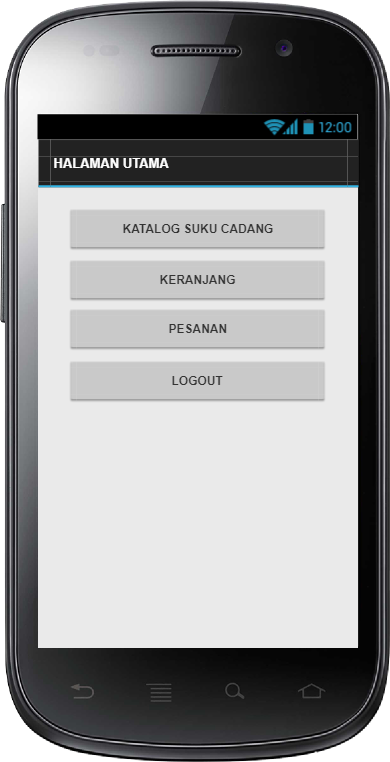 12:00
HALAMAN UTAMA
KATALOG SUKU CADANG
KERANJANG
PESANAN
LOGOUT